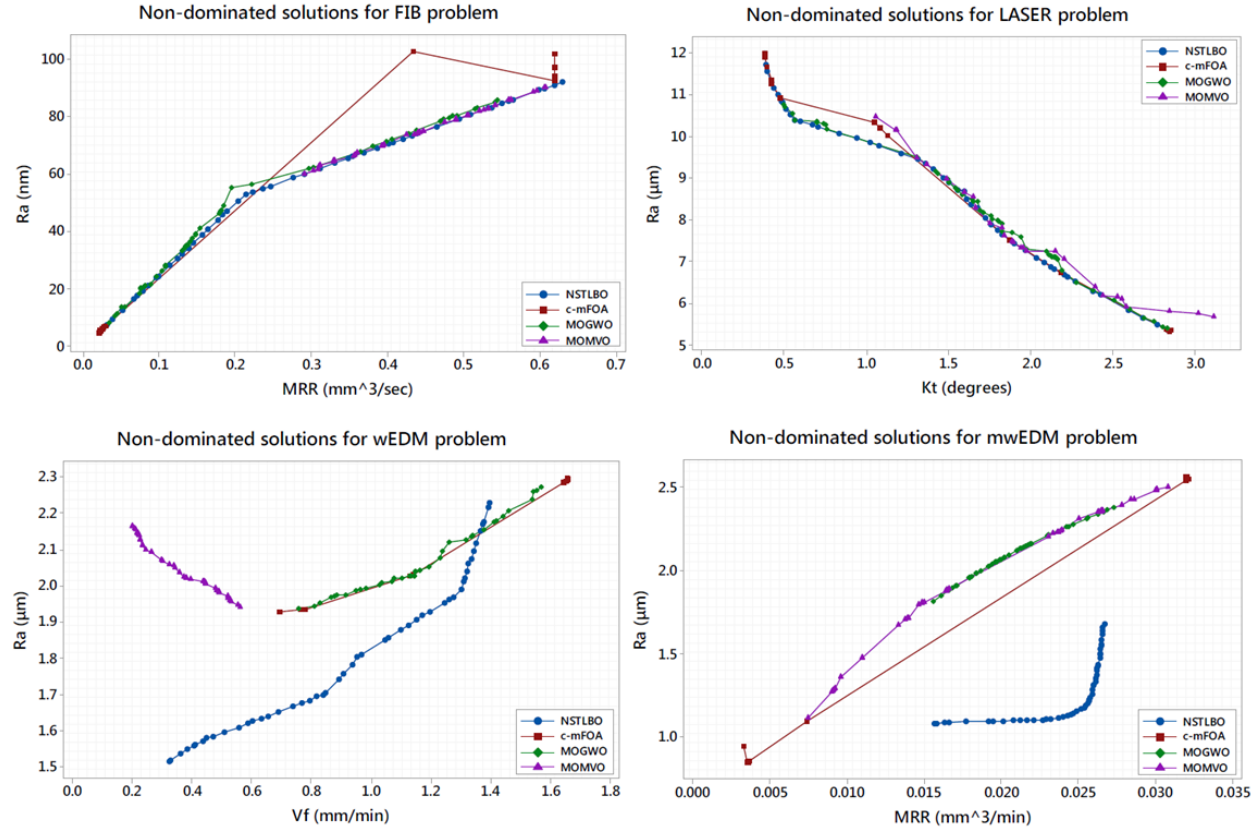 Non-dominated solutions for FIB problem
Ra (nm)
100
80
60
40
20
0
0.0 0.1 0.2 0.3 0.4 0.5 0.6 0.7
MRR (mm^3/sec)
NSTLBO
c-mFOA
MOGWO
MOMVO
Non-dominated solutions for LASER problem
Ra (μm)
12
11
10
9
8
7
6
5
0.0 0.5 1.0 1.5 2.0 2.5 3.0
Kt (degrees)
NSTLBO
c-mFOA
MOGWO
MOMVO
Non-dominated solutions for wEDM problem
Ra (μm)
2.3
2.2
2.1
2.0
1.9
1.8
1.7
1.6
1.5
0.0 0.2 0.4 0.6 0.8 1.0 1.2 1.4 1.6 1.8
Vf (mm/min)
NSTLBO
c-mFOA
MOGWO
MOMVO
Non-dominated solutions for mwEDM problem
Ra (μm)
2.5
2.0
1.5
1.0
0.000 0.005 0.010 0.015 0.020 0.025 0.030 0.035
MRR (mm^3/min)
NSTLBO
c-mFOA
MOGWO
MOMVO